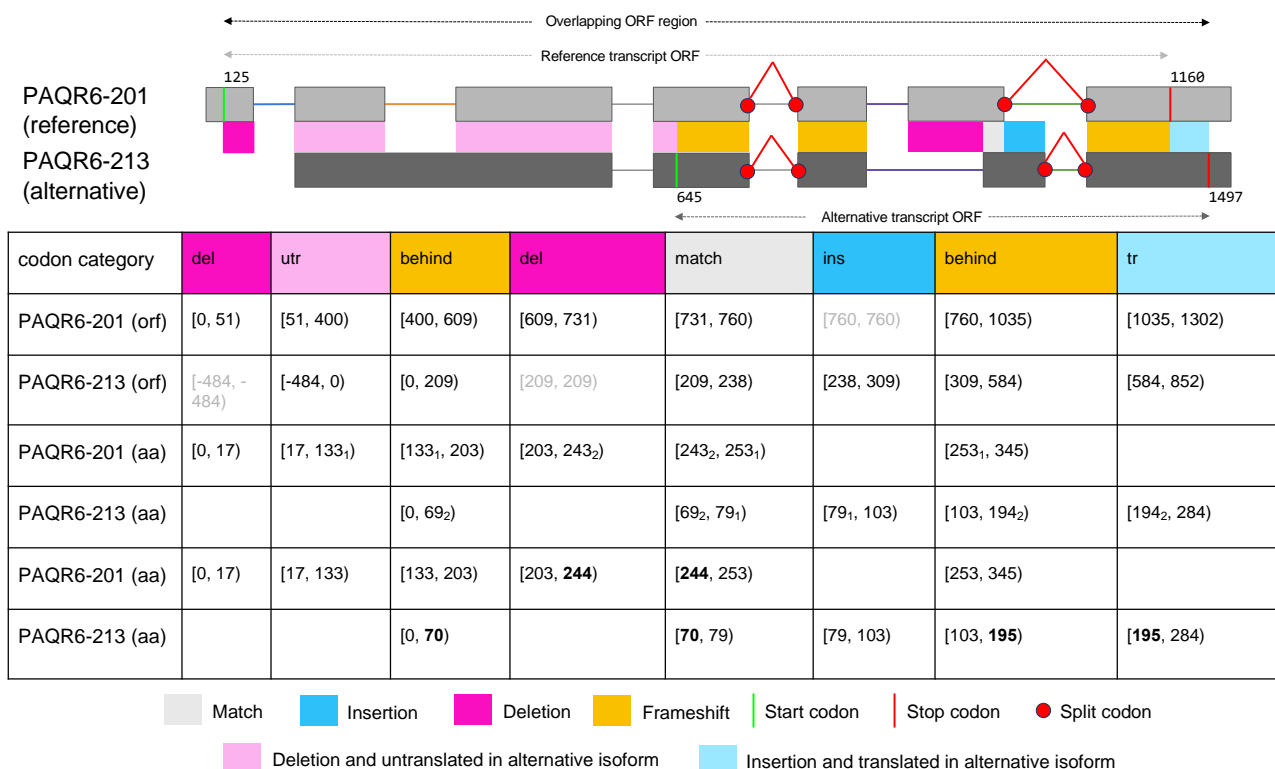 Overlapping ORF region
Reference transcript ORF
125
1160
PAQR6-201
(reference)
PAQR6-213
(alternative)
645
1497
Alternative transcript ORF
codon category del utr behind del match ins behind tr
PAQR6-201 (orf) [0, 51) [51, 400) [400, 609) [609, 731) [731, 760) [760, 760) [760, 1035) [1035, 1302)
PAQR6-213 (orf) [-484, -
484) [-484, 0) [0, 209) [209, 209) [209, 238) [238, 309) [309, 584) [584, 852)
PAQR6-201 (aa) [0, 17) [17, 133₁) [133₁, 203) [203, 243₂) [243₂, 253₁) [253₁, 345)
PAQR6-213 (aa) [0, 69₂) [69₂, 79₁) [79₁, 103) [103, 194₂) [194₂, 284)
PAQR6-201 (aa) [0, 17) [17, 133) [133, 203) [203, 244) [244, 253) [253, 345)
PAQR6-213 (aa) [0, 70) [70, 79) [79, 103) [103, 195) [195, 284)
Match Insertion Deletion Frameshift Start codon Stop codon Split codon
Deletion and untranslated in alternative isoform Insertion and translated in alternative isoform